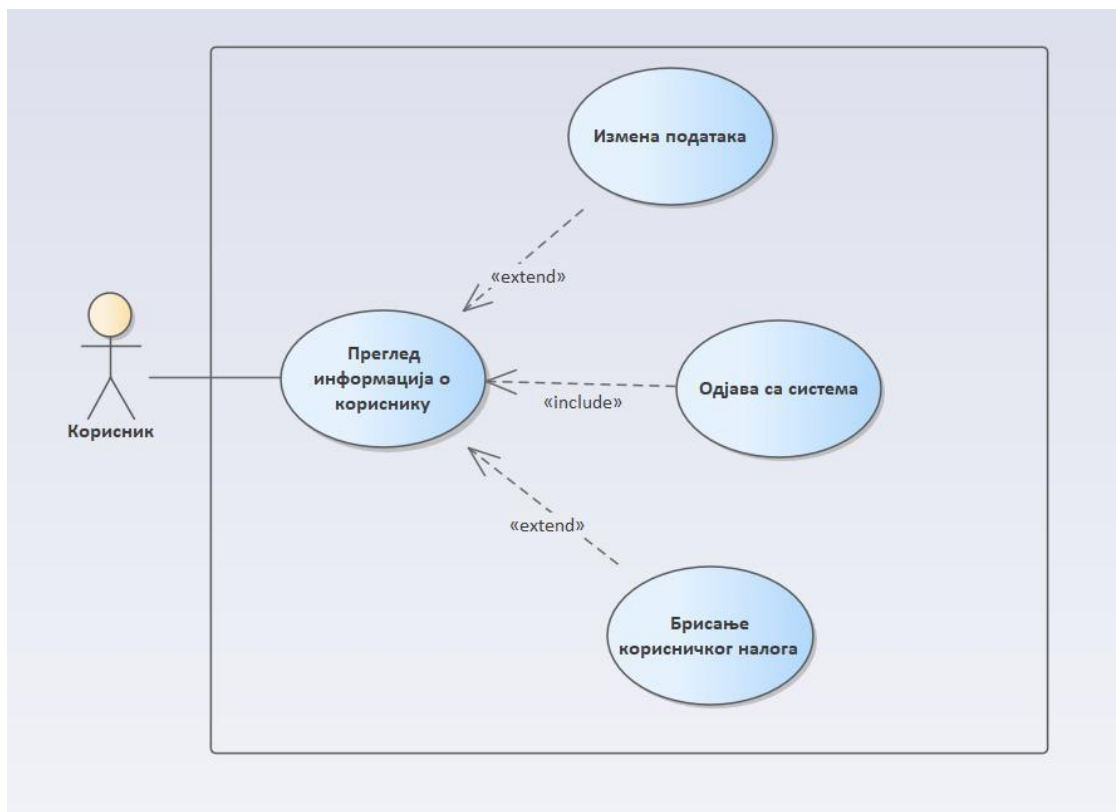 Измена података
«extend»
Преглед
информација о
кориснику
Корисник
«include»
Одјава са система
«extend»
Брисање
корисничког налога